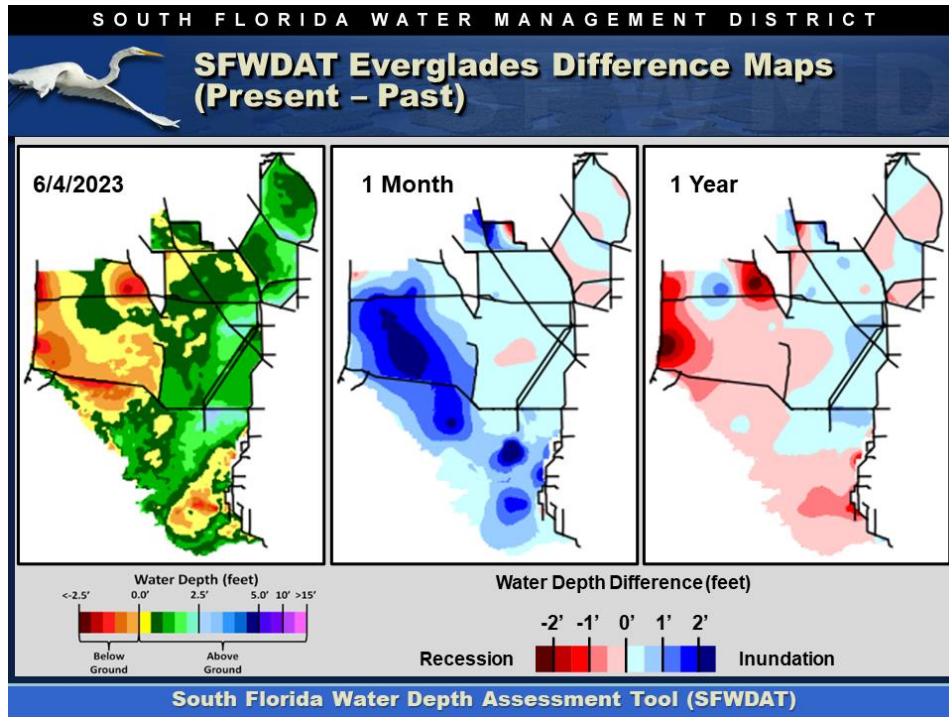 SOUTH FLORIDA WATER MANAGEMENT DISTRICT
SFWDAT Everglades Difference Maps
(Present – Past)
SFWMD
6/4/2023
1 Month
1 Year
Water Depth (feet)
<-2.5' 0.0' 2.5' 5.0' 10' >15'
Below
Ground
Above
Ground
Water Depth Difference (feet)
-2' -1' 0' 1' 2'
Recession
Inundation
South Florida Water Depth Assessment Tool (SFWDAT)